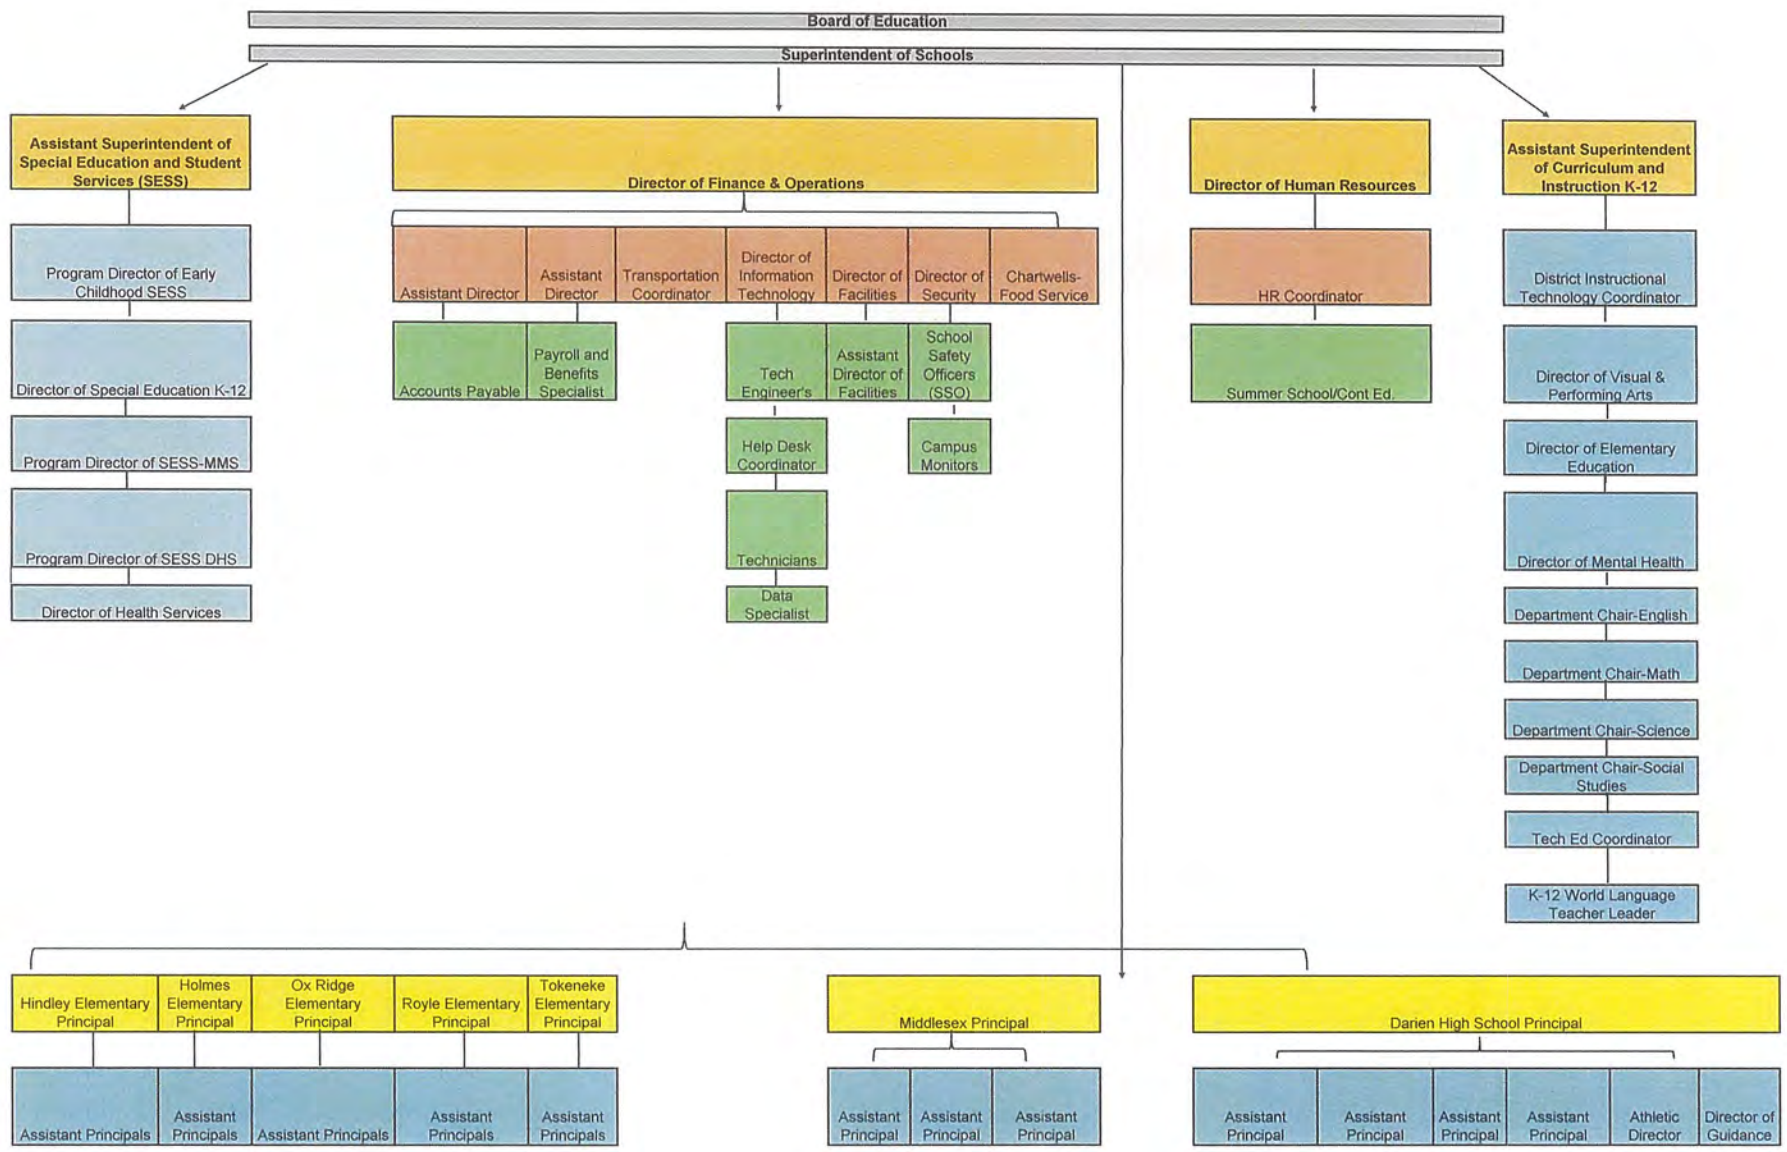 Board of Education
Superintendent of Schools
Assistant Superintendent of
Special Education and Student
Services (SESS)
Director of Finance & Operations
Director of Human Resources
Assistant Superintendent
of Curriculum and
Instruction K-12
Program Director of Early
Childhood SESS
Director of Special Education K-12
Program Director of SESS-MMS
Program Director of SESS DHS
Director of Health Services
Assistant Director
Assistant
Director
Transportation
Coordinator
Director of
Information
Technology
Director of
Facilities
Director of
Security
Chartwells-
Food Service
Accounts Payable
Payroll and
Benefits
Specialist
Tech
Engineer's
Assistant
Director of
Facilities
School
Safety
Officers
(SSO)
Help Desk
Coordinator
Campus
Monitors
Technicians
Data
Specialist
HR Coordinator
Summer School/Cont Ed.
District Instructional
Technology Coordinator
Director of Visual &
Performing Arts
Director of Elementary
Education
Director of Mental Health
Department Chair-English
Department Chair-Math
Department Chair-Science
Department Chair-Social
Studies
Tech Ed Coordinator
K-12 World Language
Teacher Leader
Hindley Elementary
Principal
Holmes
Elementary
Principal
Ox Ridge
Elementary
Principal
Royle Elementary
Principal
Tokeneke
Elementary
Principal
Middlesex Principal
Darien High School Principal
Assistant Principals
Assistant
Principals
Assistant Principals
Assistant
Principals
Assistant
Principals
Assistant
Principal
Assistant
Principal
Assistant
Principal
Assistant
Principal
Assistant
Principal
Assistant
Principal
Assistant
Principal
Athletic
Director
Director of
Guidance